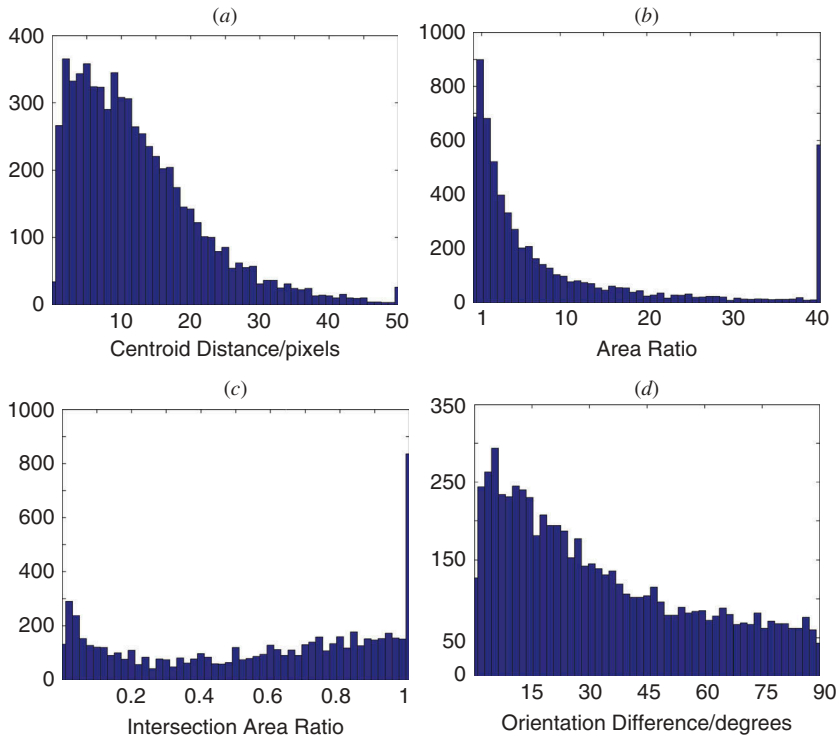 (a)
400
300
200
100
0
10 20 30 40 50
Centroid Distance/pixels
(b)
1000
800
600
400
200
0
1 10 20 30 40
Area Ratio
(c)
1000
800
600
400
200
0
0.2 0.4 0.6 0.8 1
Intersection Area Ratio
(d)
350
250
150
50
0
15 30 45 60 75 90
Orientation Difference/degrees